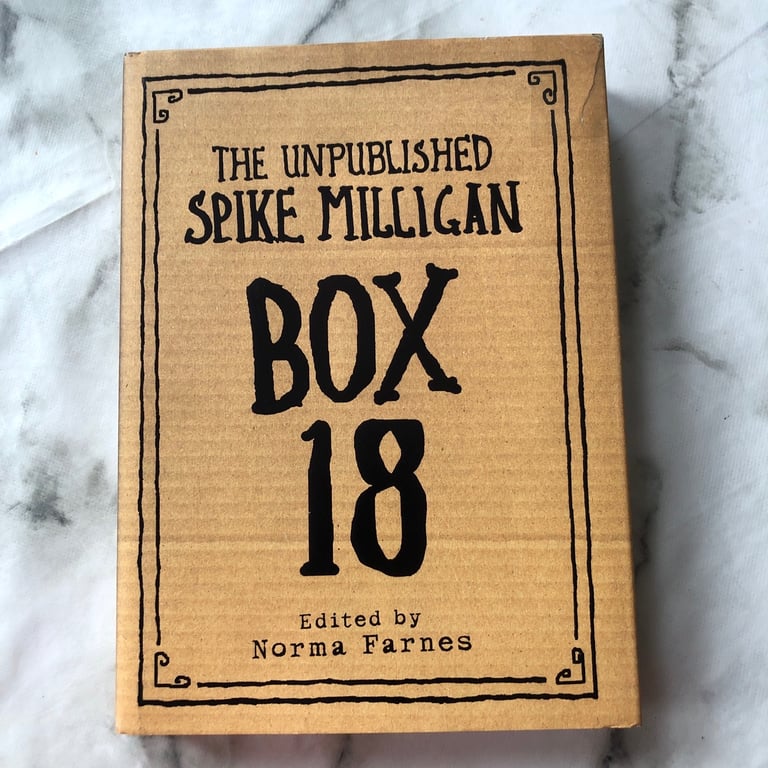 THE UNPUBLISHED
SPIKE MILLIGAN
BOX
18
Edited by
Norma Farnes